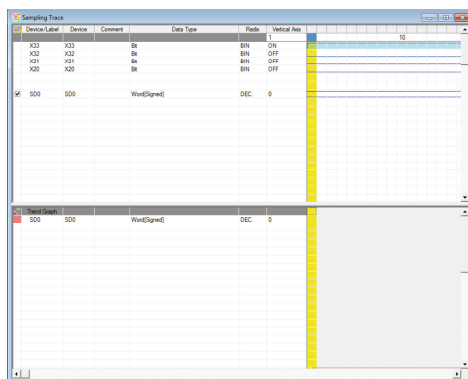 Sampling Trace
Device/Label Device Comment Data Type Radix Vertical Axis
1 10
X33 X33 Bit BIN ON
X32 X32 Bit BIN OFF
X31 X31 Bit BIN OFF
X20 X20 Bit BIN OFF
SD0 SD0 Word[Signed] DEC. 0
Trend Graph
SD0 SD0 Word[Signed] DEC. 0